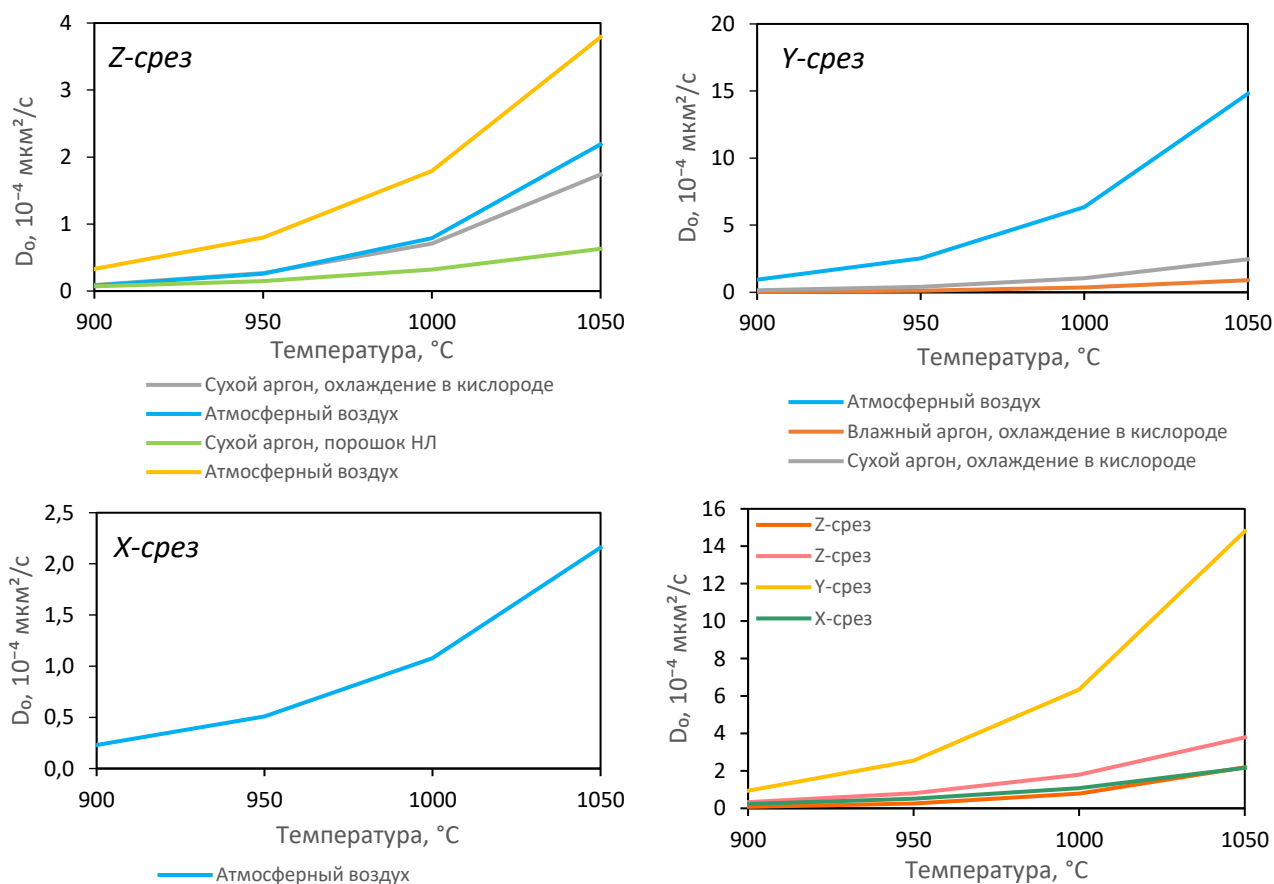 Z-срез
D₀, 10⁻⁴ мкм²/с
4
3
2
1
0
900 950 1000 1050
Температура, °C
Сухой аргон, охлаждение в кислороде
Атмосферный воздух
Сухой аргон, порошок НЛ
Атмосферный воздух
Y-срез
D₀, 10⁻⁴ мкм²/с
20
15
10
5
0
900 950 1000 1050
Температура, °C
Атмосферный воздух
Влажный аргон, охлаждение в кислороде
Сухой аргон, охлаждение в кислороде
X-срез
D₀, 10⁻⁴ мкм²/с
2,5
2,0
1,5
1,0
0,5
0,0
900 950 1000 1050
Температура, °C
Атмосферный воздух
D₀, 10⁻⁴ мкм²/с
16
14
12
10
8
6
4
2
0
Z-срез
Z-срез
Y-срез
X-срез
900 950 1000 1050
Температура, °C